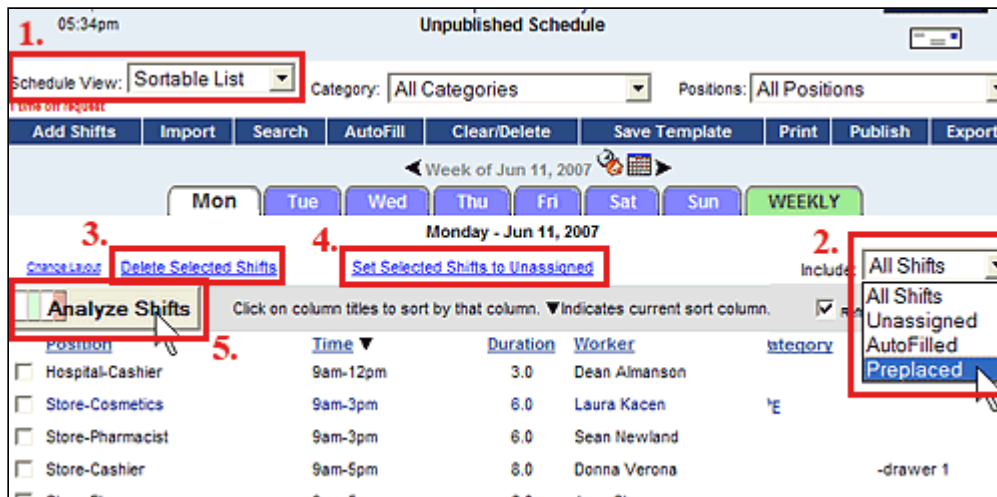 05:34pm
Unpublished Schedule
1.
Schedule View: Sortable List Category: All Categories Positions: All Positions
time off request
Add Shifts Import Search AutoFill Clear/Delete Save Template Print Publish Export
Week of Jun 11, 2007
Mon Tue Wed Thu Fri Sat Sun WEEKLY
Monday - Jun 11, 2007
3. 4. 2.
Change Layout Delete Selected Shifts Set Selected Shifts to Unassigned Include: All Shifts
All Shifts
Unassigned
AutoFilled
Preplaced
Analyze Shifts Click on column titles to sort by that column. ▼Indicates current sort column.
5.
Position Time ▼ Duration Worker ategory
Hospital-Cashier 9am-12pm 3.0 Dean Almanson
Store-Cosmetics 9am-3pm 6.0 Laura Kacen
Store-Pharmacist 9am-3pm 6.0 Sean Newland
Store-Cashier 9am-5pm 8.0 Donna Verona -drawer 1